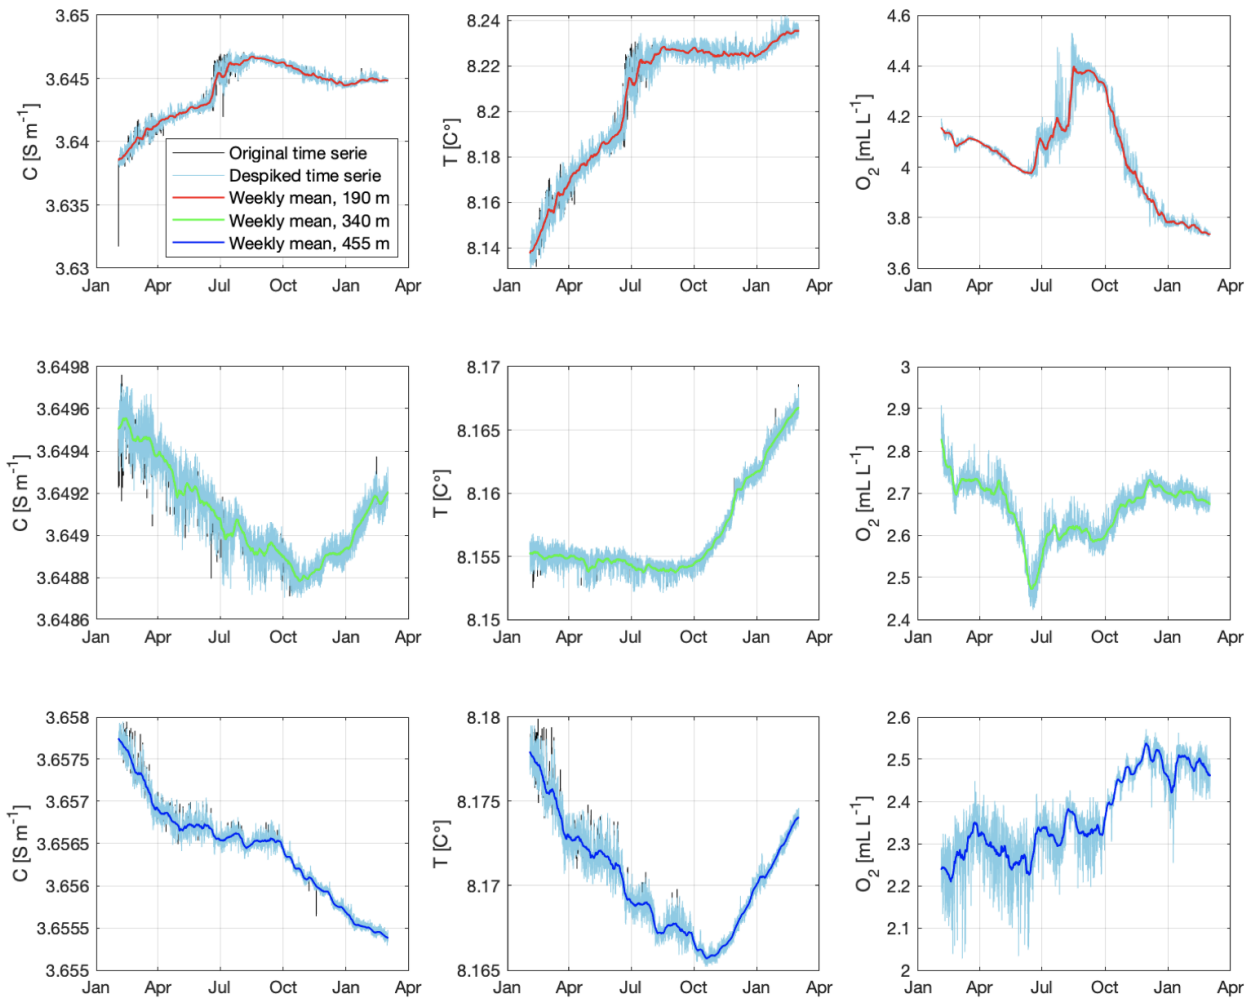 3.65
3.645
3.64
3.635
3.63
C [S m⁻¹]
Original time serie
Despiked time serie
Weekly mean, 190 m
Weekly mean, 340 m
Weekly mean, 455 m
Jan Apr Jul Oct Jan Apr
8.24
8.22
8.2
8.18
8.16
8.14
T [C°]
Jan Apr Jul Oct Jan Apr
4.6
4.4
4.2
4
3.8
3.6
O₂ [mL L⁻¹]
Jan Apr Jul Oct Jan Apr
3.6498
3.6496
3.6494
3.6492
3.649
3.6488
3.6486
C [S m⁻¹]
Jan Apr Jul Oct Jan Apr
8.17
8.165
8.16
8.155
8.15
T [C°]
Jan Apr Jul Oct Jan Apr
3
2.9
2.8
2.7
2.6
2.5
2.4
O₂ [mL L⁻¹]
Jan Apr Jul Oct Jan Apr
3.658
3.6575
3.657
3.6565
3.656
3.6555
3.655
C [S m⁻¹]
Jan Apr Jul Oct Jan Apr
8.18
8.175
8.17
8.165
T [C°]
Jan Apr Jul Oct Jan Apr
2.6
2.5
2.4
2.3
2.2
2.1
2
O₂ [mL L⁻¹]
Jan Apr Jul Oct Jan Apr